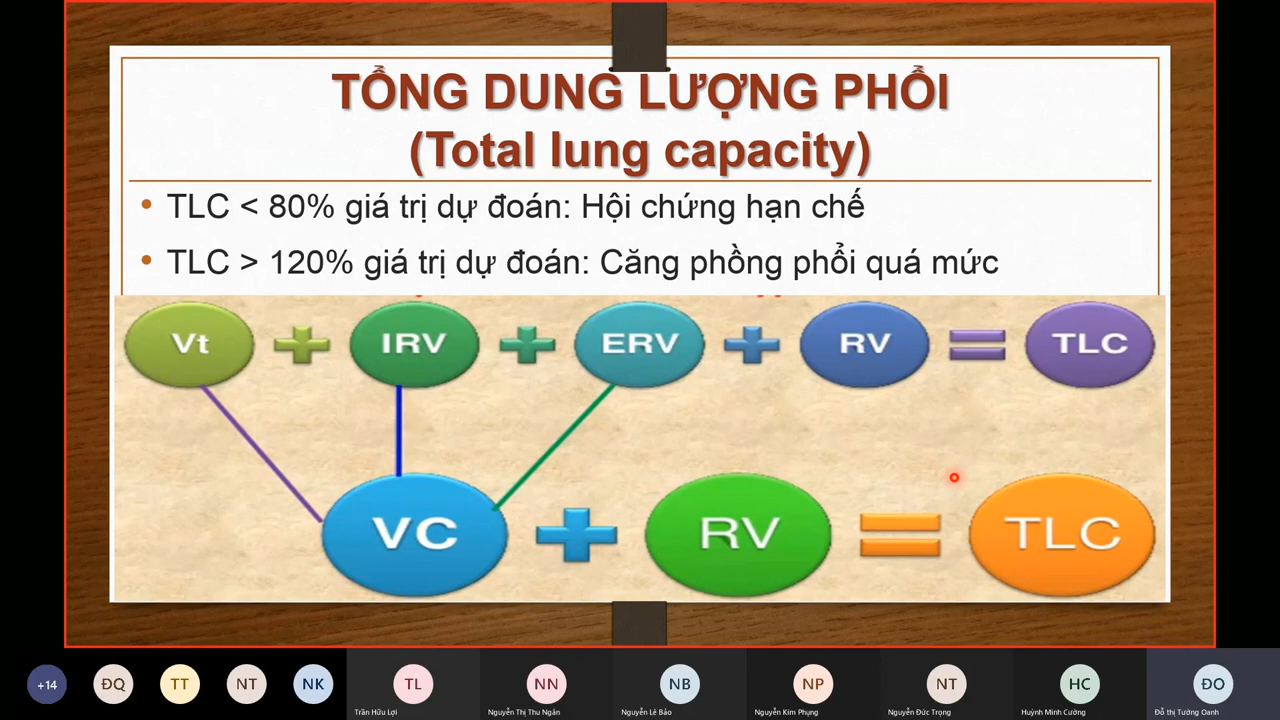 TỔNG DUNG LƯỢNG PHỔI
(Total lung capacity)
• TLC < 80% giá trị dự đoán: Hội chứng hạn chế
• TLC > 120% giá trị dự đoán: Căng phồng phổi quá mức
Vt + IRV + ERV + RV = TLC
VC + RV = TLC
+14 ĐQ TT NT NK TL NN NB NP NT HC ĐO
Trần Hữu Lợi Nguyễn Thị Thu Ngân Nguyễn Lê Bảo Nguyễn Kim Phụng Nguyễn Đức Trọng Huỳnh Minh Cường Đỗ thị Tường Oanh